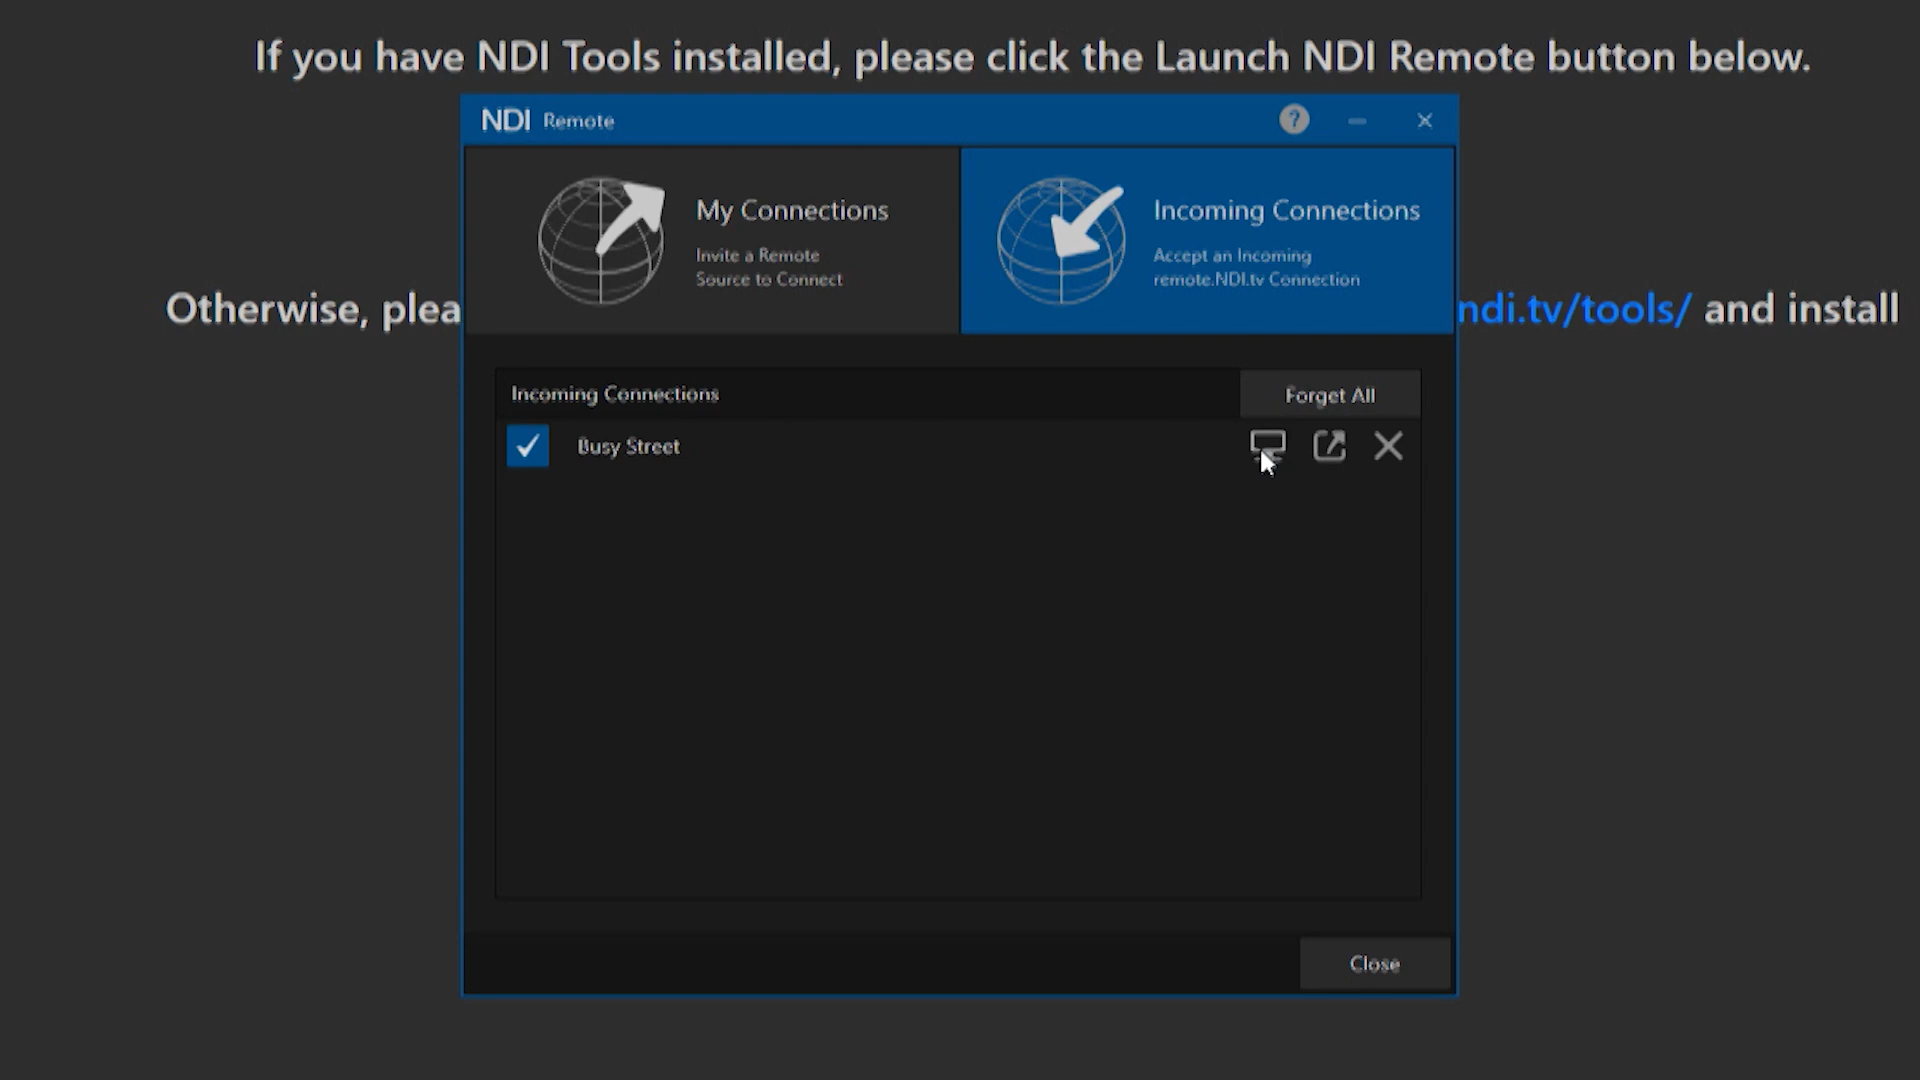 If you have NDI Tools installed, please click the Launch NDI Remote button below.
NDI Remote
?
My Connections
Invite a Remote
Source to Connect
Incoming Connections
Accept an Incoming
remote.NDI.tv Connection
Otherwise, plea
ndi.tv/tools/ and install
Incoming Connections
Forget All
Busy Street
Close